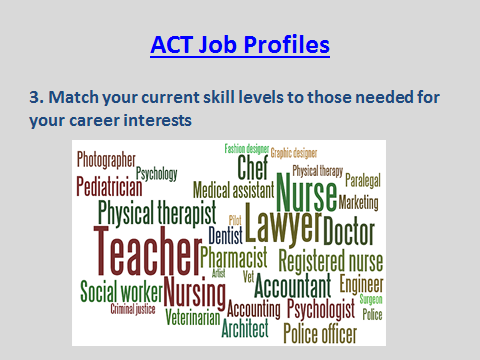 ACT Job Profiles
3. Match your current skill levels to those needed for
your career interests
Fashion designer
Graphic designer
Photographer
Psychology
Chef
Physical therapy
Pediatrician
Medical assistant
Nurse
Paralegal
Marketing
Physical therapist
Pilot
Lawyer
Dentist
Doctor
Teacher
Pharmacist
Registered nurse
Artist
Vet
Social worker
Nursing
Accountant
Engineer
Criminal justice
Accounting
Psychologist
Surgeon
Police
Veterinarian
Architect
Police officer